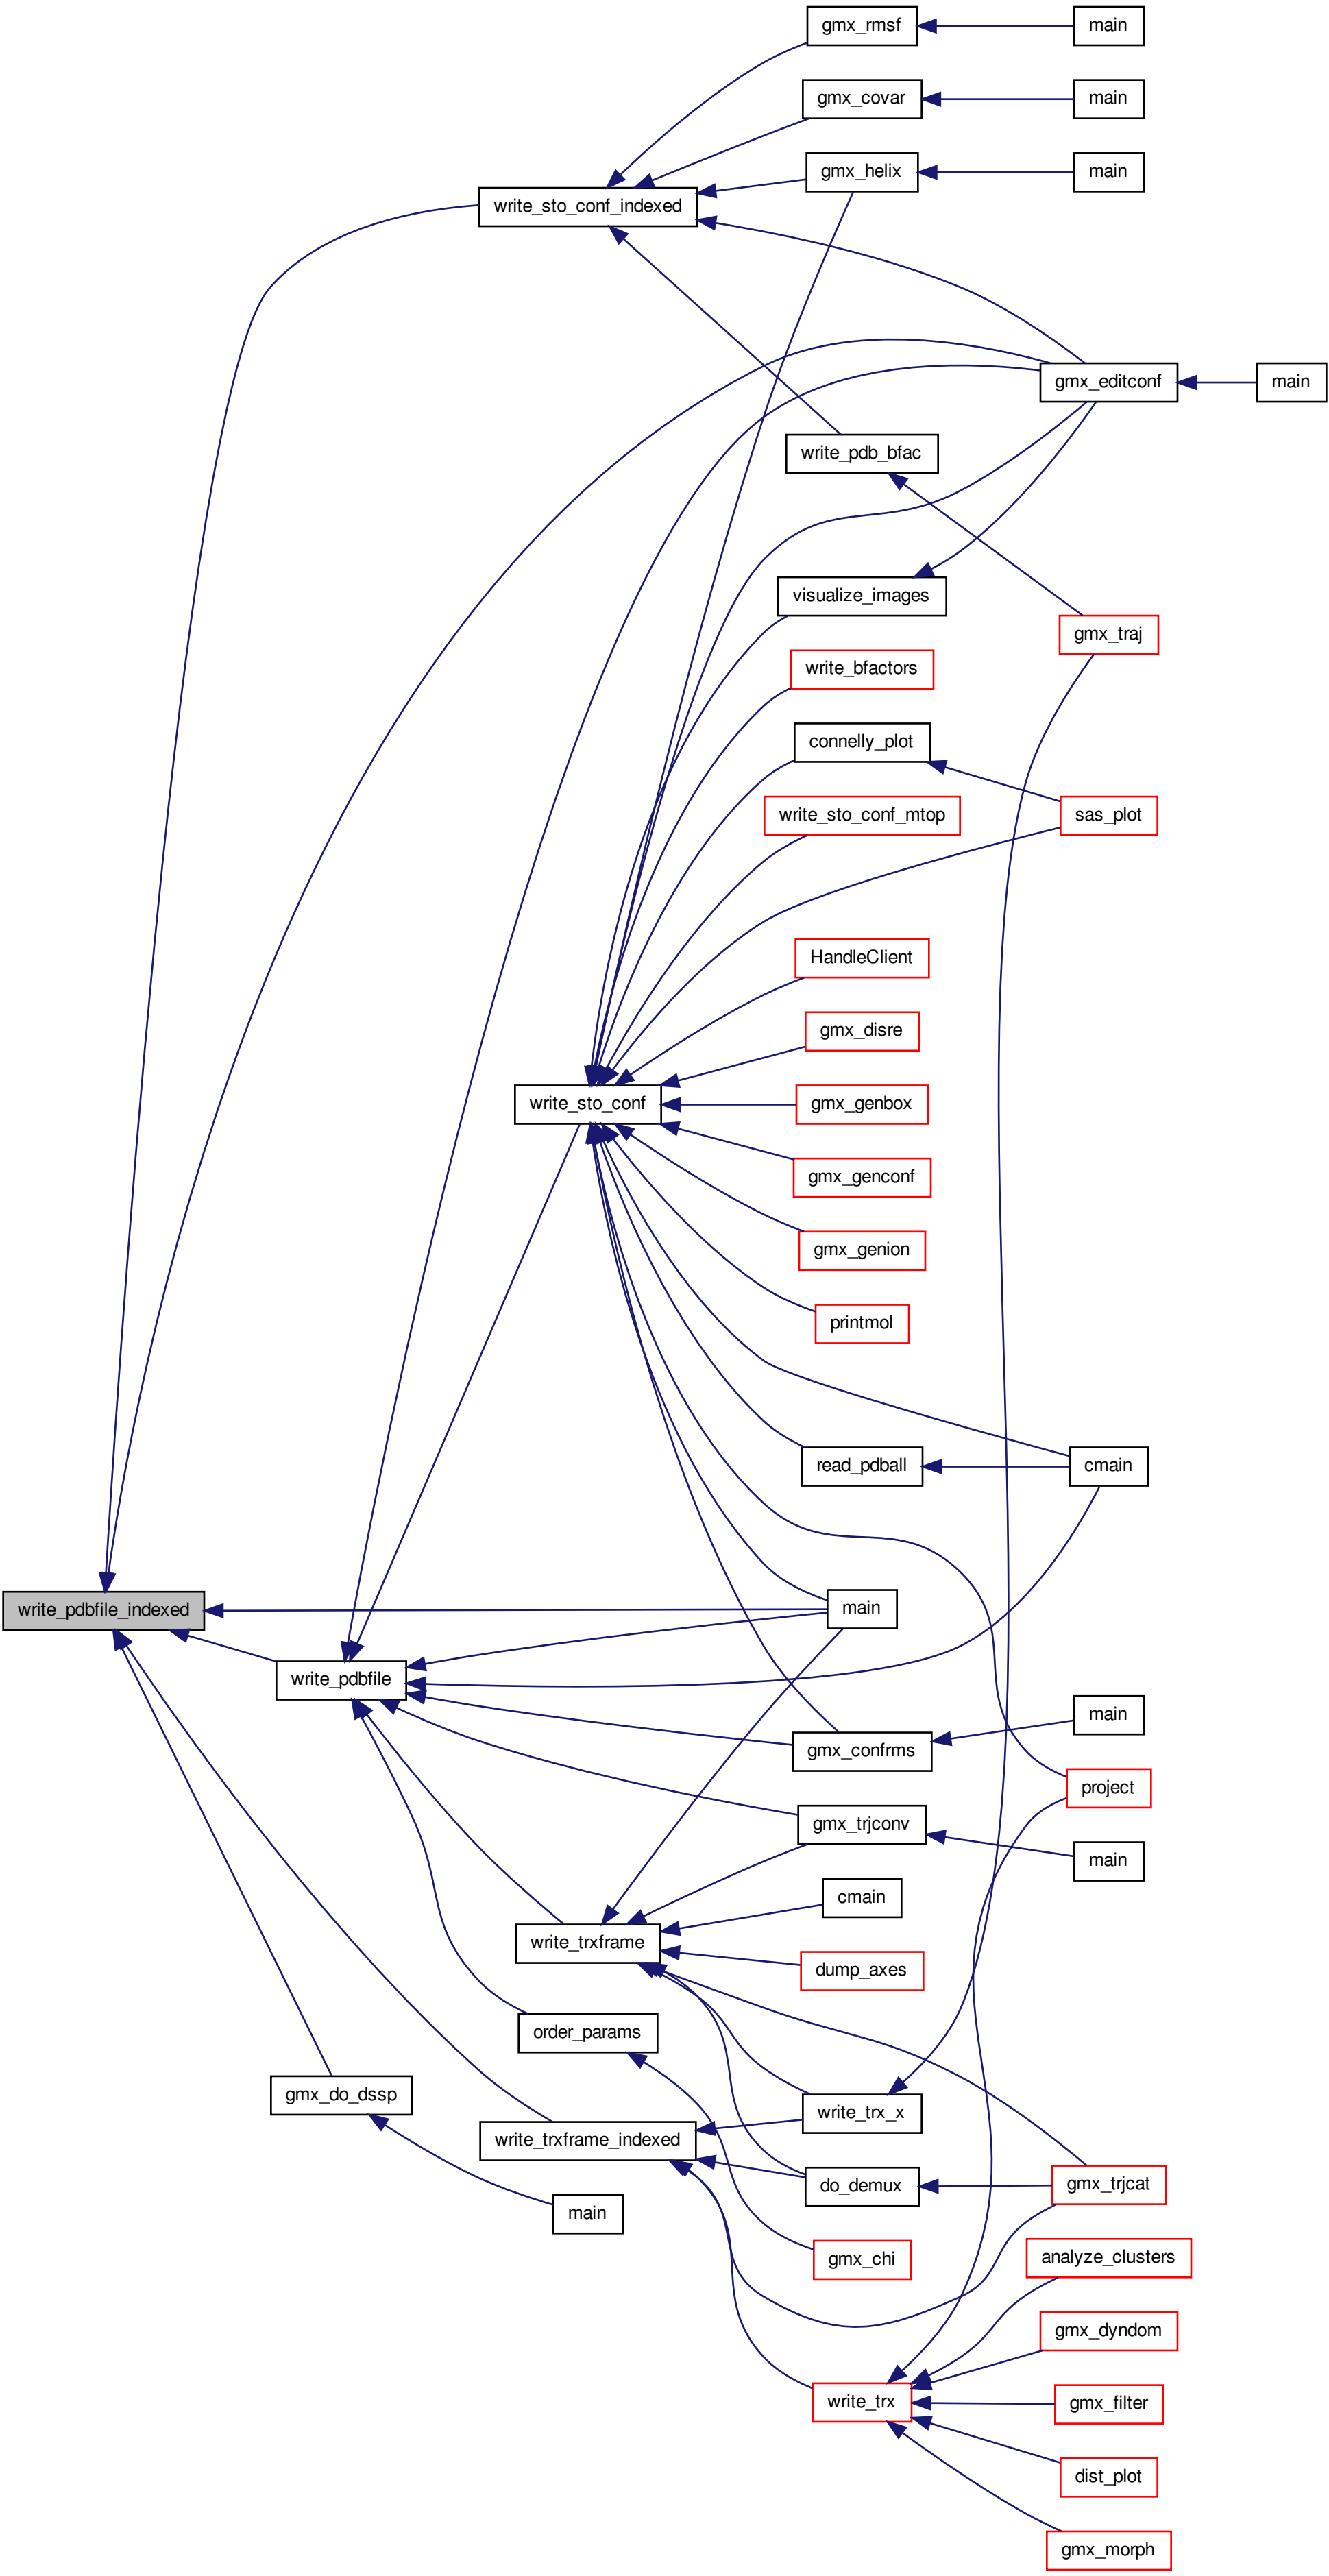 gmx_rmsf
main
gmx_covar
main
gmx_helix
main
write_sto_conf_indexed
gmx_editconf
main
write_pdb_bfac
visualize_images
gmx_traj
write_bfactors
connelly_plot
write_sto_conf_mtop
sas_plot
HandleClient
gmx_disre
write_sto_conf
gmx_genbox
gmx_genconf
gmx_genion
printmol
read_pdball
cmain
write_pdbfile_indexed
main
write_pdbfile
main
gmx_confrms
project
gmx_trjconv
main
cmain
write_trxframe
dump_axes
order_params
gmx_do_dssp
write_trx_x
write_trxframe_indexed
do_demux
gmx_trjcat
main
gmx_chi
analyze_clusters
gmx_dyndom
write_trx
gmx_filter
dist_plot
gmx_morph